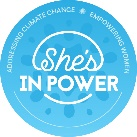 ADDRESSING CLIMATE CHANGE
EMPOWERING WOMEN
She's
IN POWER